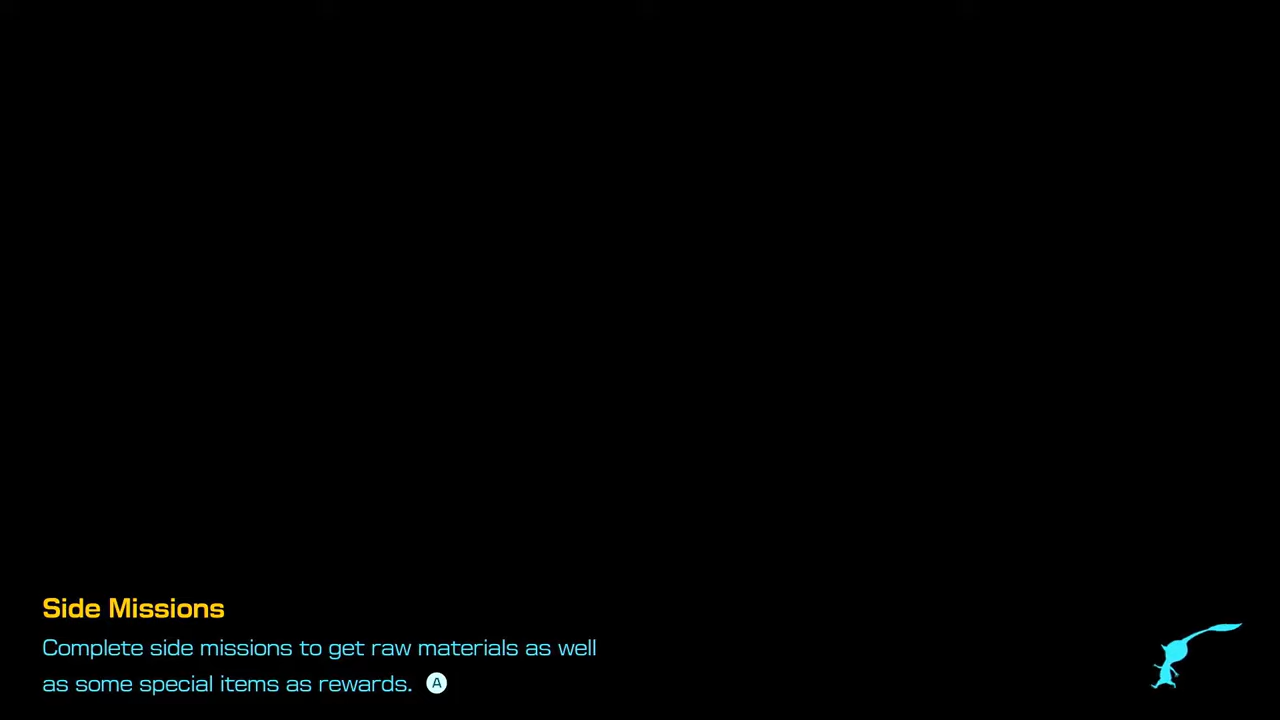 Side Missions
Complete side missions to get raw materials as well
as some special items as rewards. A